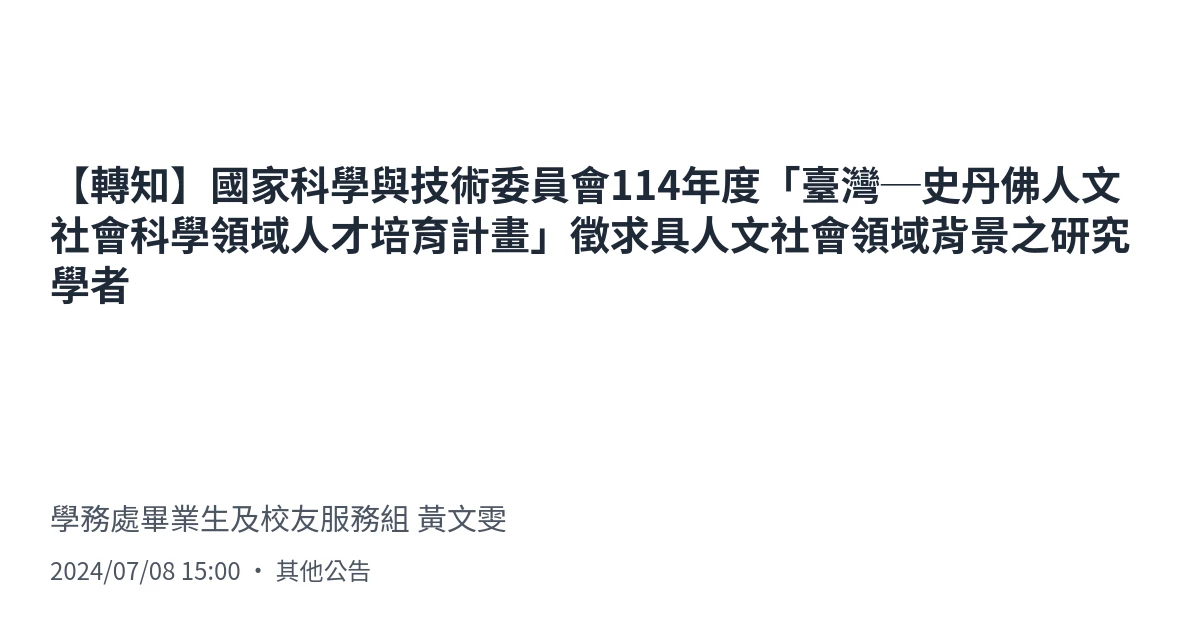 【轉知】國家科學與技術委員會114年度「臺灣─史丹佛人文
社會科學領域人才培育計畫」徵求具人文社會領域背景之研究
學者
學務處畢業生及校友服務組 黃文雯
2024/07/08 15:00 ・ 其他公告